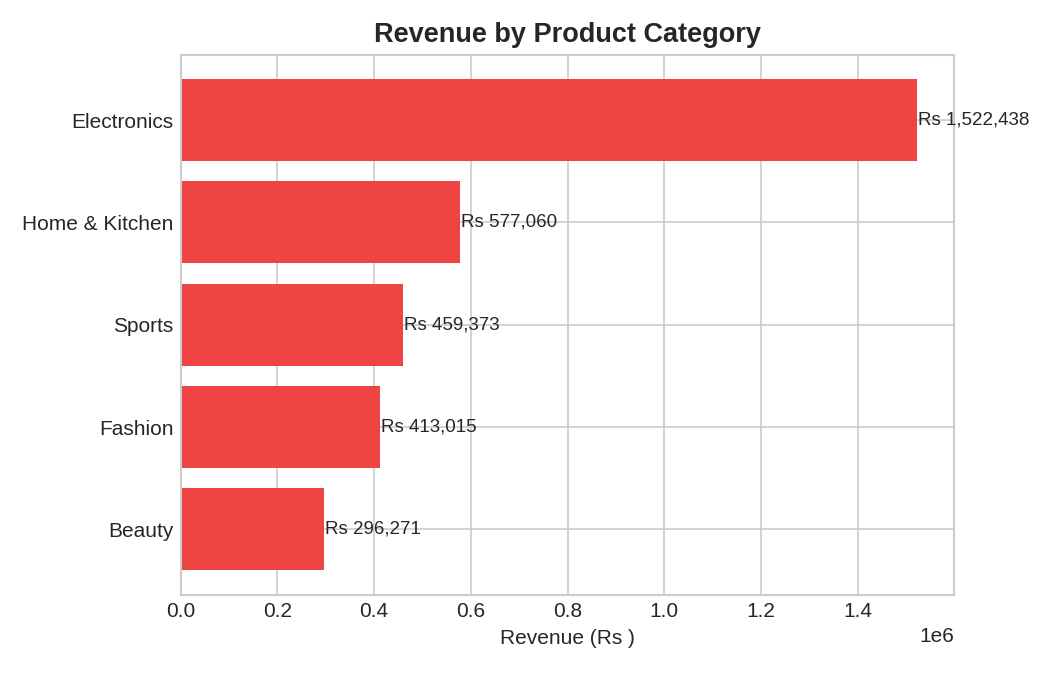 Revenue by Product Category
Electronics
Rs 1,522,438
Home & Kitchen
Rs 577,060
Sports
Rs 459,373
Fashion
Rs 413,015
Beauty
Rs 296,271
0.0 0.2 0.4 0.6 0.8 1.0 1.2 1.4
1e6
Revenue (Rs )